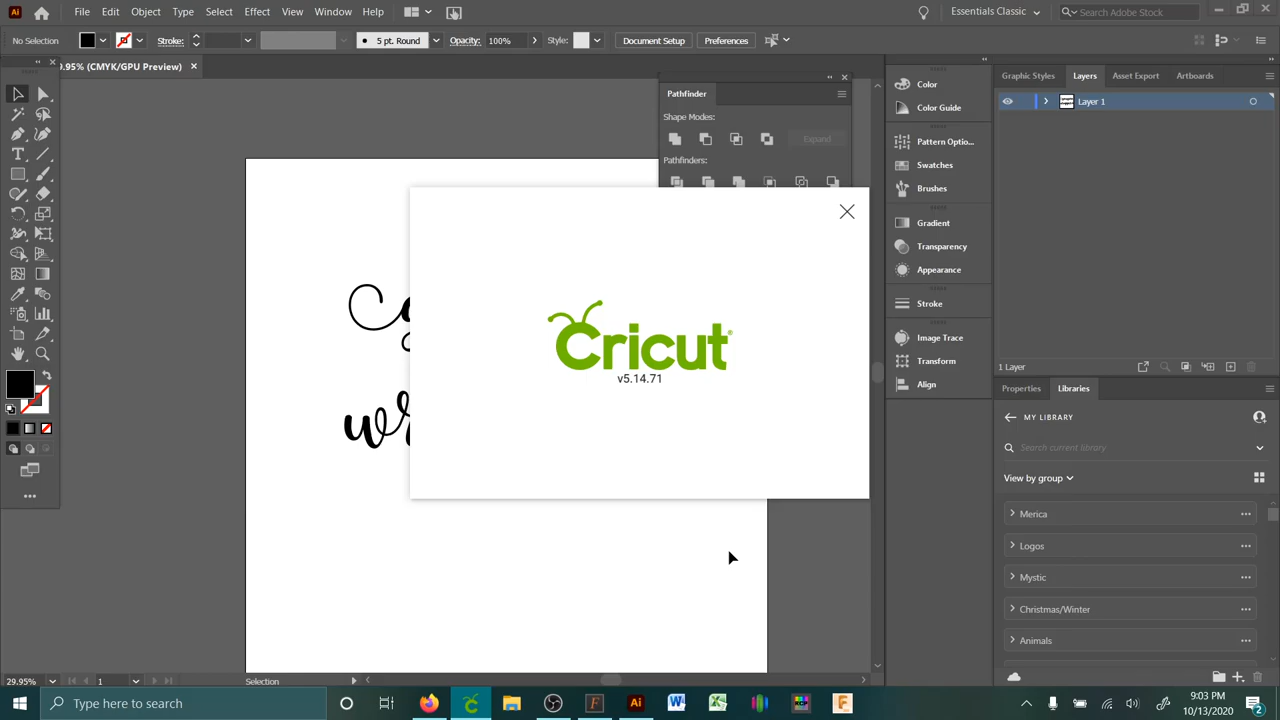 Ai File Edit Object Type Select Effect View Window Help Essentials Classic Search Adobe Stock
No Selection Stroke: 5 pt. Round Opacity: 100% Style: Document Setup Preferences
9.95% (CMYK/GPU Preview)
Pathfinder
Shape Modes:
Expand
Pathfinders:
Cricut
v5.14.71
Color
Color Guide
Pattern Optio...
Swatches
Brushes
Gradient
Transparency
Appearance
Stroke
Image Trace
Transform
Align
Graphic Styles Layers Asset Export Artboards
Layer 1
1 Layer
Properties Libraries
MY LIBRARY
Search current library
View by group
Merica
Logos
Mystic
Christmas/Winter
Animals
29.95% 1 Selection
Type here to search
9:03 PM
10/13/2020
2